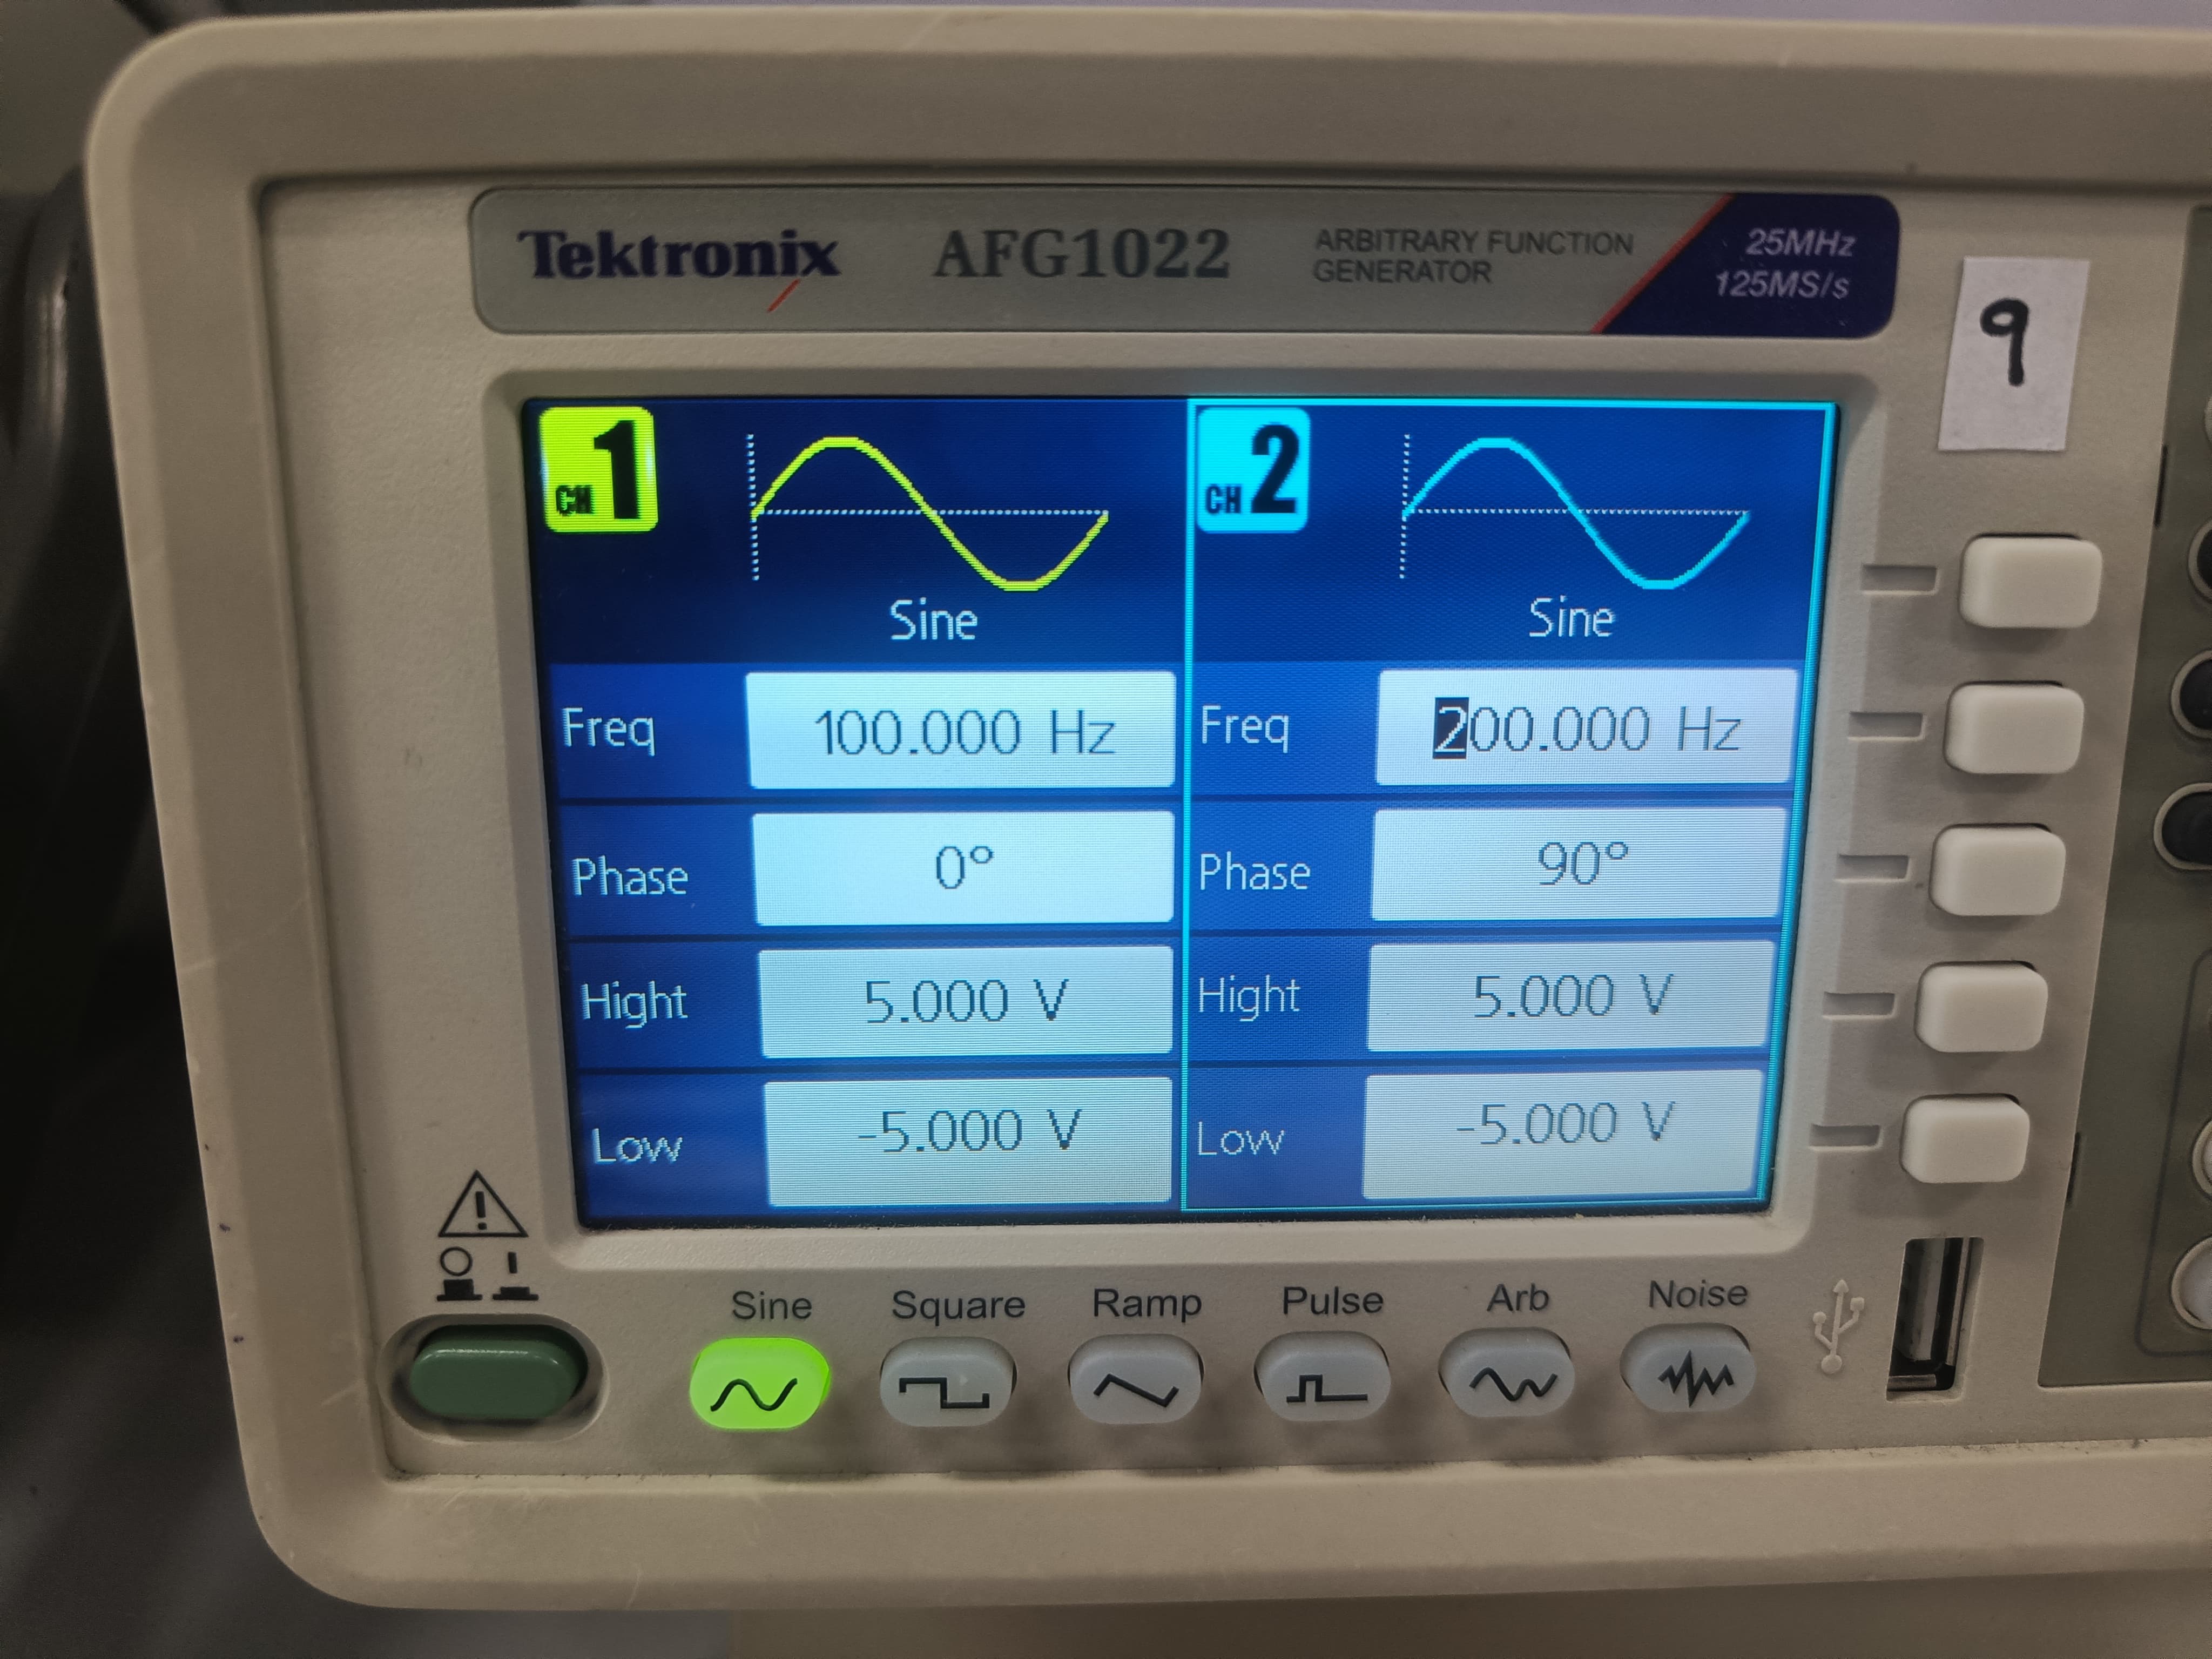 Tektronix AFG1022 ARBITRARY FUNCTION GENERATOR 25MHz 125MS/s
9
CH 1
CH 2
Sine
Sine
Freq 100.000 Hz
Freq 200.000 Hz
Phase 0°
Phase 90°
Hight 5.000 V
Hight 5.000 V
Low -5.000 V
Low -5.000 V
Sine Square Ramp Pulse Arb Noise